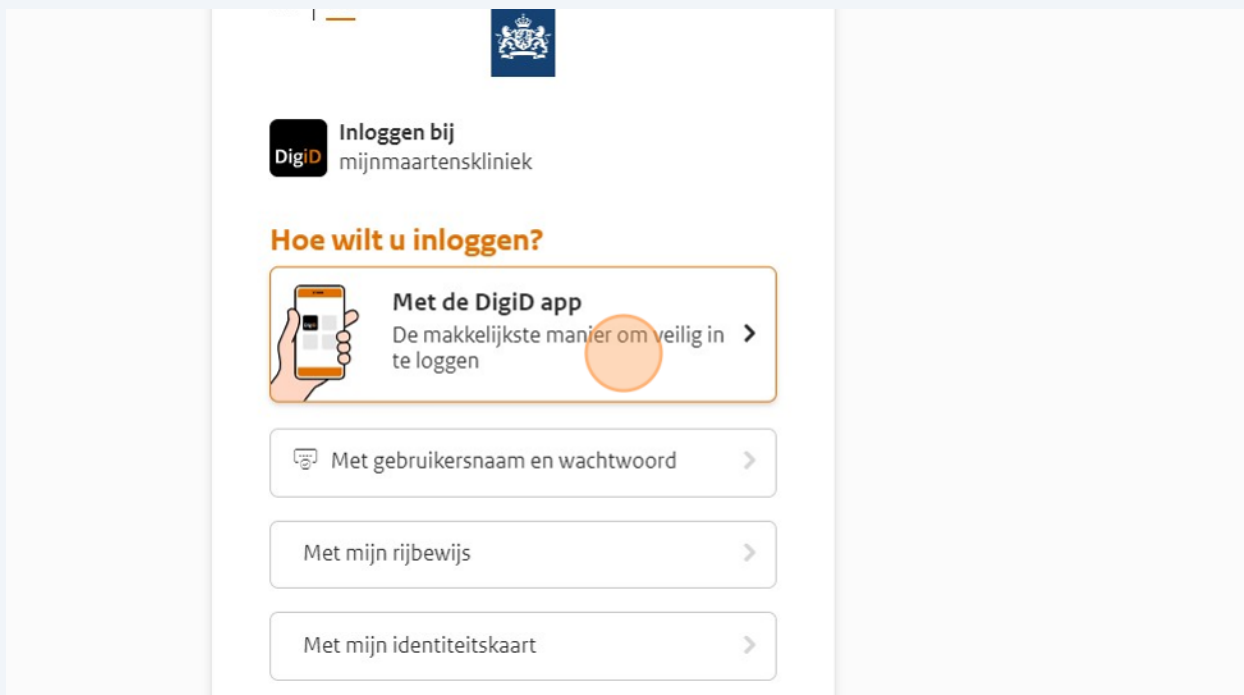 Inloggen bij
DigiD
mijnmaartenskliniek
Hoe wilt u inloggen?
Met de DigiD app
De makkelijkste manier om veilig in
te loggen
Met gebruikersnaam en wachtwoord
Met mijn rijbewijs
Met mijn identiteitskaart